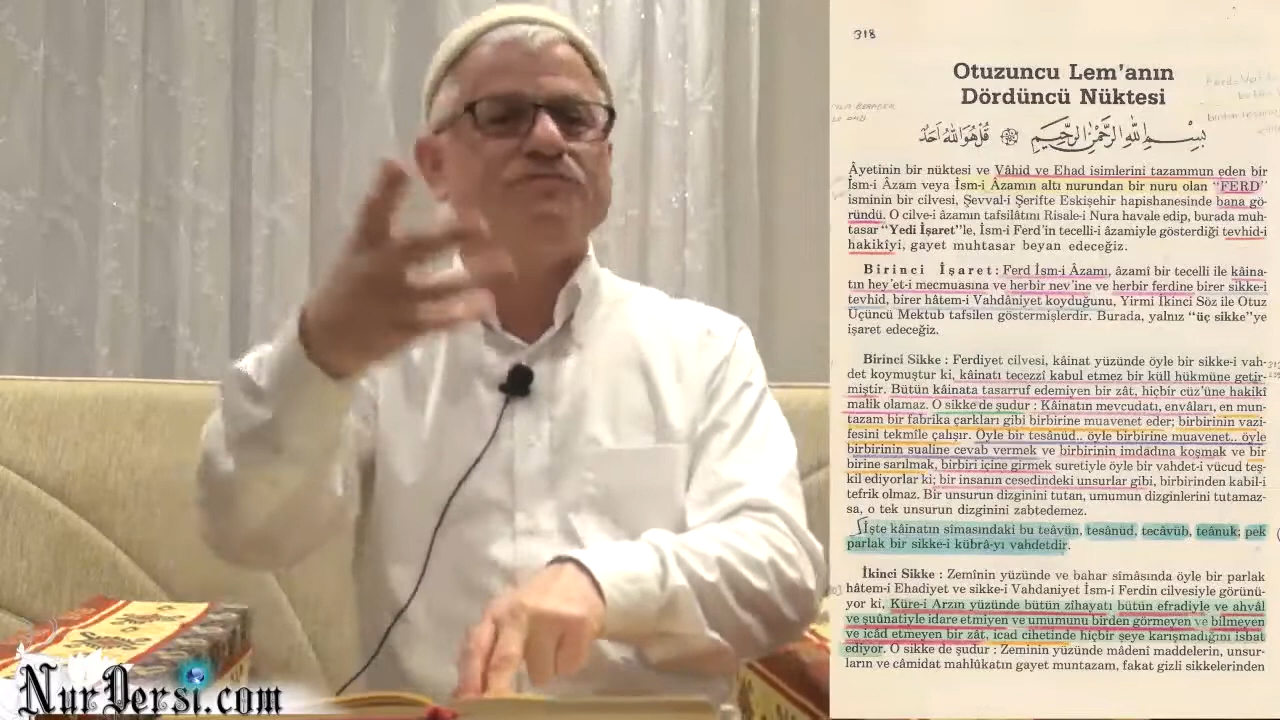 318
Otuzuncu Lem'anın
Dördüncü Nüktesi
بِسْمِ اللّٰهِ الرَّحْمٰنِ الرَّحِيمِ قُلْ هُوَ اللّٰهُ اَحَدٌ
Âyetinin bir nüktesi ve Vâhid ve Ehad isimlerini tazammun eden bir
İsm-i Âzam veya İsm-i Âzamın altı nurundan bir nuru olan "FERD"
isminin bir cilvesi, Şevval-i Şerifte Eskişehir hapishanesinde bana gö-
ründü. O cilve-i âzamın tafsilâtını Risale-i Nura havale edip, burada muh-
tasar "Yedi İşaret"le, İsm-i Ferd'in tecelli-i âzamiyle gösterdiği tevhid-i
hakikîyi, gayet muhtasar beyan edeceğiz.
Birinci İşaret: Ferd İsm-i Âzamı, âzamî bir tecelli ile kâina-
tın hey'et-i mecmuasına ve herbir nev'ine ve herbir ferdine birer sikke-i
tevhid, birer hâtem-i Vahdâniyet koyduğunu, Yirmi İkinci Söz ile Otuz
Üçüncü Mektub tafsilen göstermişlerdir. Burada, yalnız "üç sikke"ye
işaret edeceğiz.
Birinci Sikke : Ferdiyet cilvesi, kâinat yüzünde öyle bir sikke-i vah-
det koymuştur ki, kâinatı tecezzi kabul etmez bir küll hükmüne getir-
miştir. Bütün kâinata tasarruf edemiyen bir zât, hiçbir cüz'üne hakikî
malik olamaz. O sikke de şudur : Kâinatın mevcudatı, envâları, en mun-
tazam bir fabrika çarkları gibi birbirine muavenet eder; birbirinin vazi-
fesini tekmîle çalışır. Öyle bir tesânüd.. öyle birbirine muavenet.. öyle
birbirinin sualine cevab vermek ve birbirinin imdadına koşmak ve bir
birine sarılmak, birbiri içine girmek suretiyle öyle bir vahdet-i vücud teş-
kil ediyorlar ki; bir insanın cesedindeki unsurlar gibi, birbirinden kabil-i
tefrik olmaz. Bir unsurun dizginini tutan, umumun dizginlerini tutamaz-
sa, o tek unsurun dizginini zabtedemez.
İşte kâinatın sîmasındaki bu teâvün, tesânüd, tecâvüb, teânuk; pek
parlak bir sikke-i kübrâ-yı vahdetdir.
İkinci Sikke : Zemînin yüzünde ve bahar sîmâsında öyle bir parlak
hâtem-i Ehadiyet ve sikke-i Vahdaniyet İsm-i Ferdin cilvesiyle görünü-
yor ki, Küre-i Arzın yüzünde bütün zîhayatı bütün efradiyle ve ahvâl
ve şuûnatiyle idare etmiyen ve umumunu birden görmeyen ve bilmeyen
ve icâd etmeyen bir zât, icad cihetinde hiçbir şeye karışmadığını isbat
ediyor. O sikke de şudur : Zeminin yüzünde mâdenî maddelerin, unsur-
ların ve câmidat mahlûkatın gayet muntazam, fakat gizli sikkelerinden
NurDersi.com